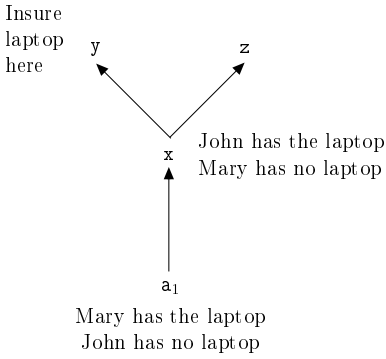 Insure
laptop
here
y
z
x
John has the laptop
Mary has no laptop
a₁
Mary has the laptop
John has no laptop